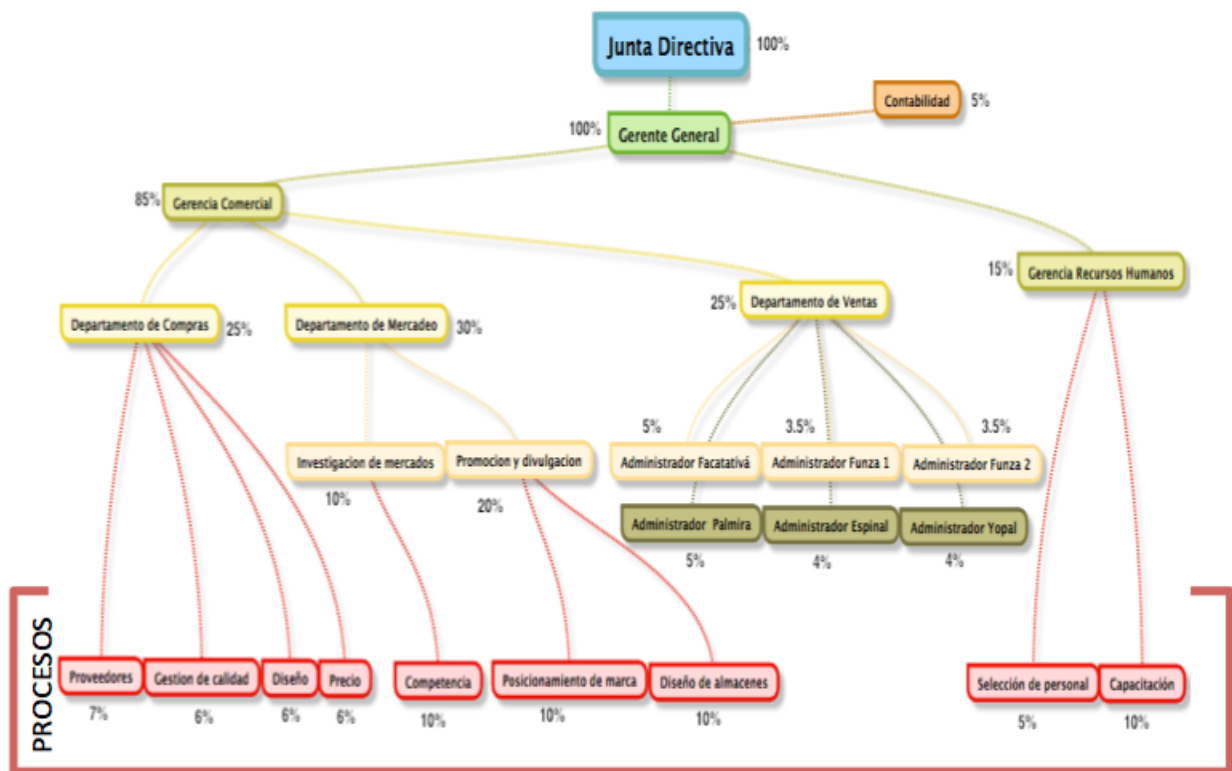 Junta Directiva 100%
Contabilidad 5%
100% Gerente General
85% Gerencia Comercial
15% Gerencia Recursos Humanos
Departamento de Compras 25%
Departamento de Mercadeo 30%
25% Departamento de Ventas
5% 3.5% 3.5%
Investigacion de mercados
10%
Promocion y divulgacion
20%
Administrador Facatativá
Administrador Funza 1
Administrador Funza 2
Administrador Palmira
5%
Administrador Espinal
4%
Administrador Yopal
4%
PROCESOS
Proveedores
7%
Gestion de calidad
6%
Diseño
6%
Precio
6%
Competencia
10%
Posicionamiento de marca
10%
Diseño de almacenes
10%
Selección de personal
5%
Capacitación
10%